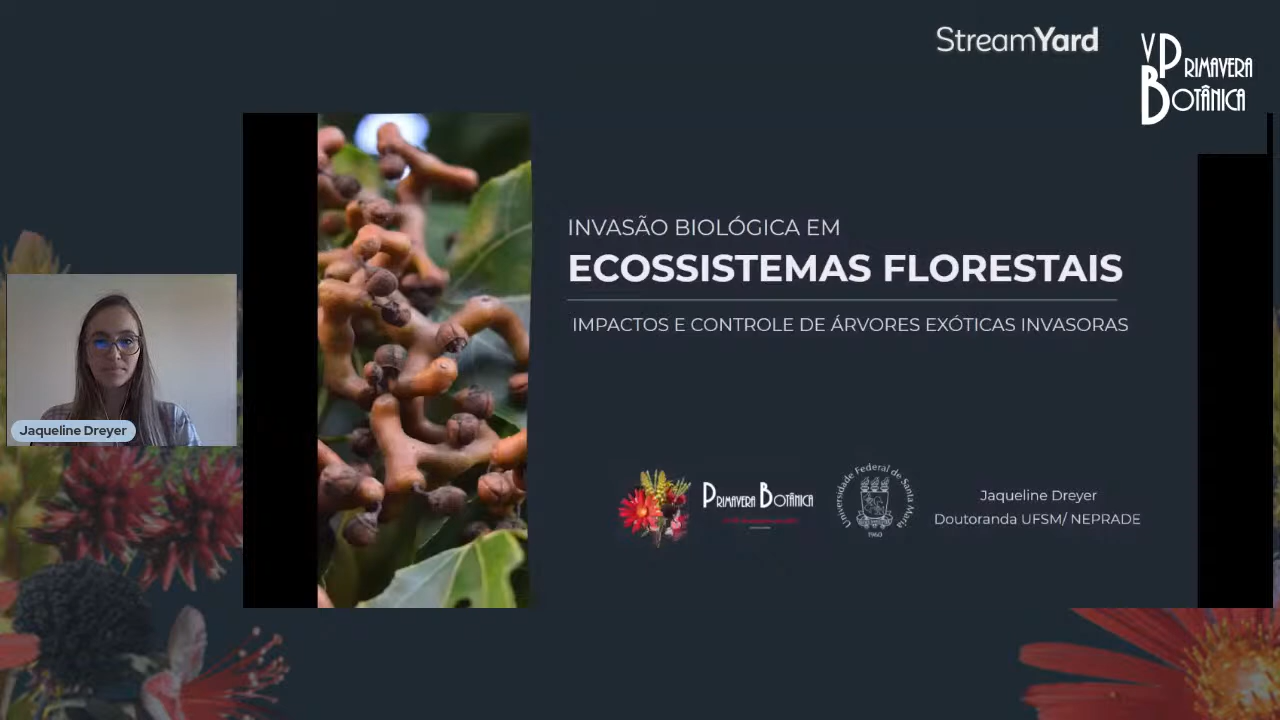 StreamYard
V PRIMAVERA
BOTÂNICA
INVASÃO BIOLÓGICA EM
ECOSSISTEMAS FLORESTAIS
IMPACTOS E CONTROLE DE ÁRVORES EXÓTICAS INVASORAS
Jaqueline Dreyer
PRIMAVERA BOTÂNICA
Universidade Federal de Santa Maria
1960
Jaqueline Dreyer
Doutoranda UFSM/ NEPRADE